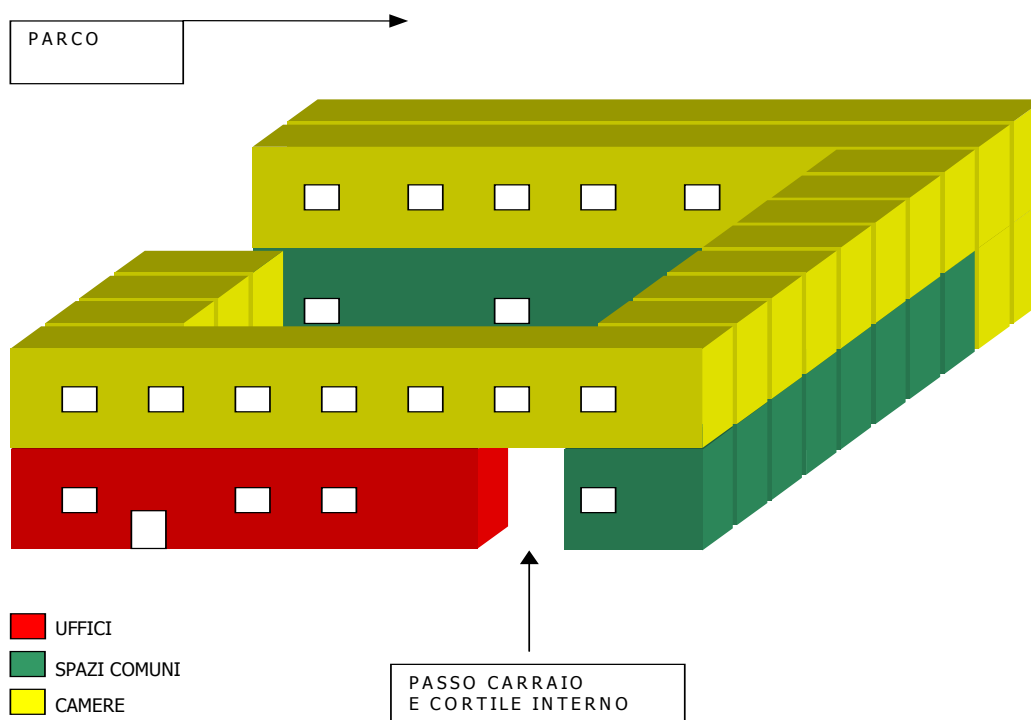 PARCO
UFFICI
SPAZI COMUNI
CAMERE
PASSO CARRAIO
E CORTILE INTERNO